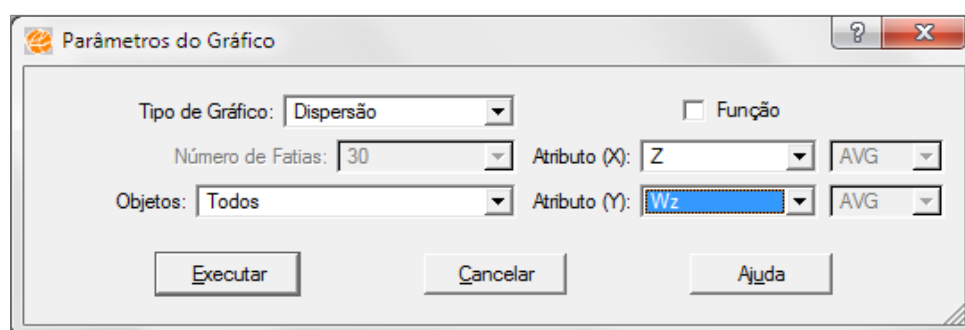 Parâmetros do Gráfico
Tipo de Gráfico: Dispersão Função
Número de Fatias: 30 Atributo (X): Z AVG
Objetos: Todos Atributo (Y): Wz AVG
Executar Cancelar Ajuda